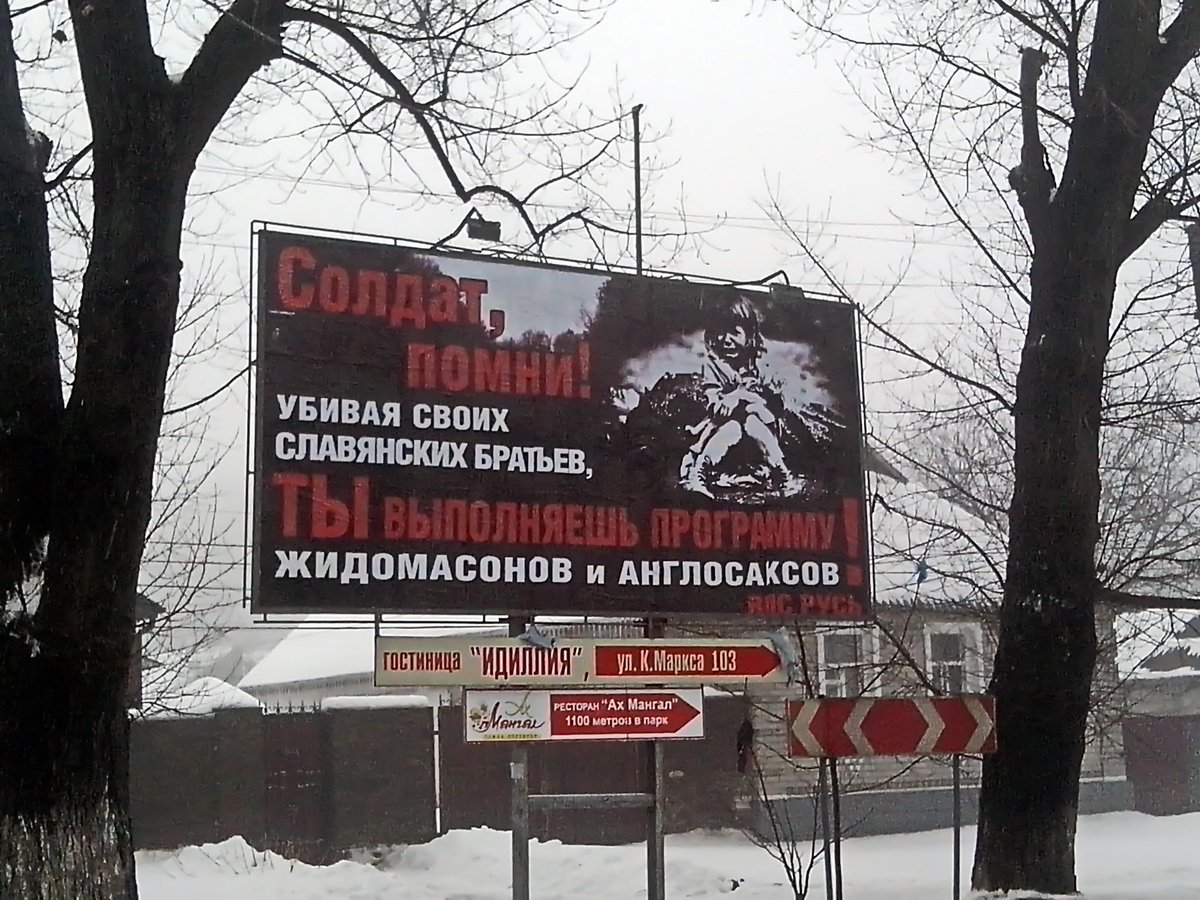 Солдат,
помни!
УБИВАЯ СВОИХ
СЛАВЯНСКИХ БРАТЬЕВ,
ТЫ ВЫПОЛНЯЕШЬ ПРОГРАММУ!
ЖИДОМАСОНОВ и АНГЛОСАКСОВ
РУСЬ
ГОСТИНИЦА "ИДИЛЛИЯ", ул. К.Маркса 103
Мангал
РЕСТОРАН "Ах Мангал"
1100 метров в парк